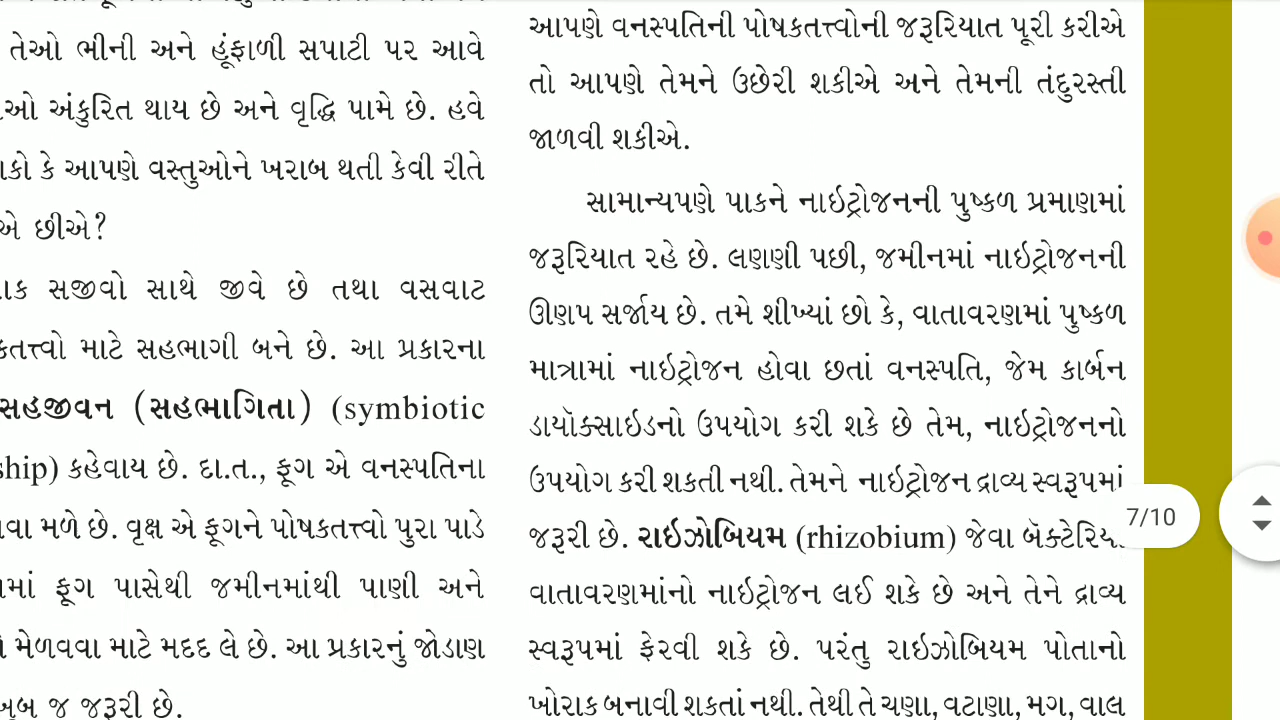 તેઓ ભીની અને હૂંફાળી સપાટી પર આવે
અંકુરિત થાય છે અને વૃદ્ધિ પામે છે. હવે
કે આપણે વસ્તુઓને ખરાબ થતી કેવી રીતે
છીએ?
સજીવો સાથે જીવે છે તથા વસવાટ
માટે સહભાગી બને છે. આ પ્રકારના
સહજીવન (સહભાગિતા) (symbiotic
કહેવાય છે. દા.ત., ફૂગ એ વનસ્પતિના
મળે છે. વૃક્ષ એ ફૂગને પોષકતત્ત્વો પુરા પાડે
ફૂગ પાસેથી જમીનમાંથી પાણી અને
મેળવવા માટે મદદ લે છે. આ પ્રકારનું જોડાણ
જ જરૂરી છે.
આપણે વનસ્પતિની પોષકતત્ત્વોની જરૂરિયાત પૂરી કરીએ
તો આપણે તેમને ઉછેરી શકીએ અને તેમની તંદુરસ્તી
જાળવી શકીએ.
સામાન્યપણે પાકને નાઇટ્રોજનની પુષ્કળ પ્રમાણમાં
જરૂરિયાત રહે છે. લણણી પછી, જમીનમાં નાઇટ્રોજનની
ઊણપ સર્જાય છે. તમે શીખ્યાં છો કે, વાતાવરણમાં પુષ્કળ
માત્રામાં નાઇટ્રોજન હોવા છતાં વનસ્પતિ, જેમ કાર્બન
ડાયૉક્સાઇડનો ઉપયોગ કરી શકે છે તેમ, નાઇટ્રોજનનો
ઉપયોગ કરી શકતી નથી. તેમને નાઇટ્રોજન દ્રાવ્ય સ્વરૂપમાં
જરૂરી છે. રાઇઝોબિયમ (rhizobium) જેવા
વાતાવરણમાંનો નાઇટ્રોજન લઈ શકે છે અને તેને દ્રાવ્ય
સ્વરૂપમાં ફેરવી શકે છે. પરંતુ રાઇઝોબિયમ પોતાનો
ખોરાક બનાવી શકતાં નથી. તેથી તે ચણા, વટાણા, મગ, વાલ
7/10